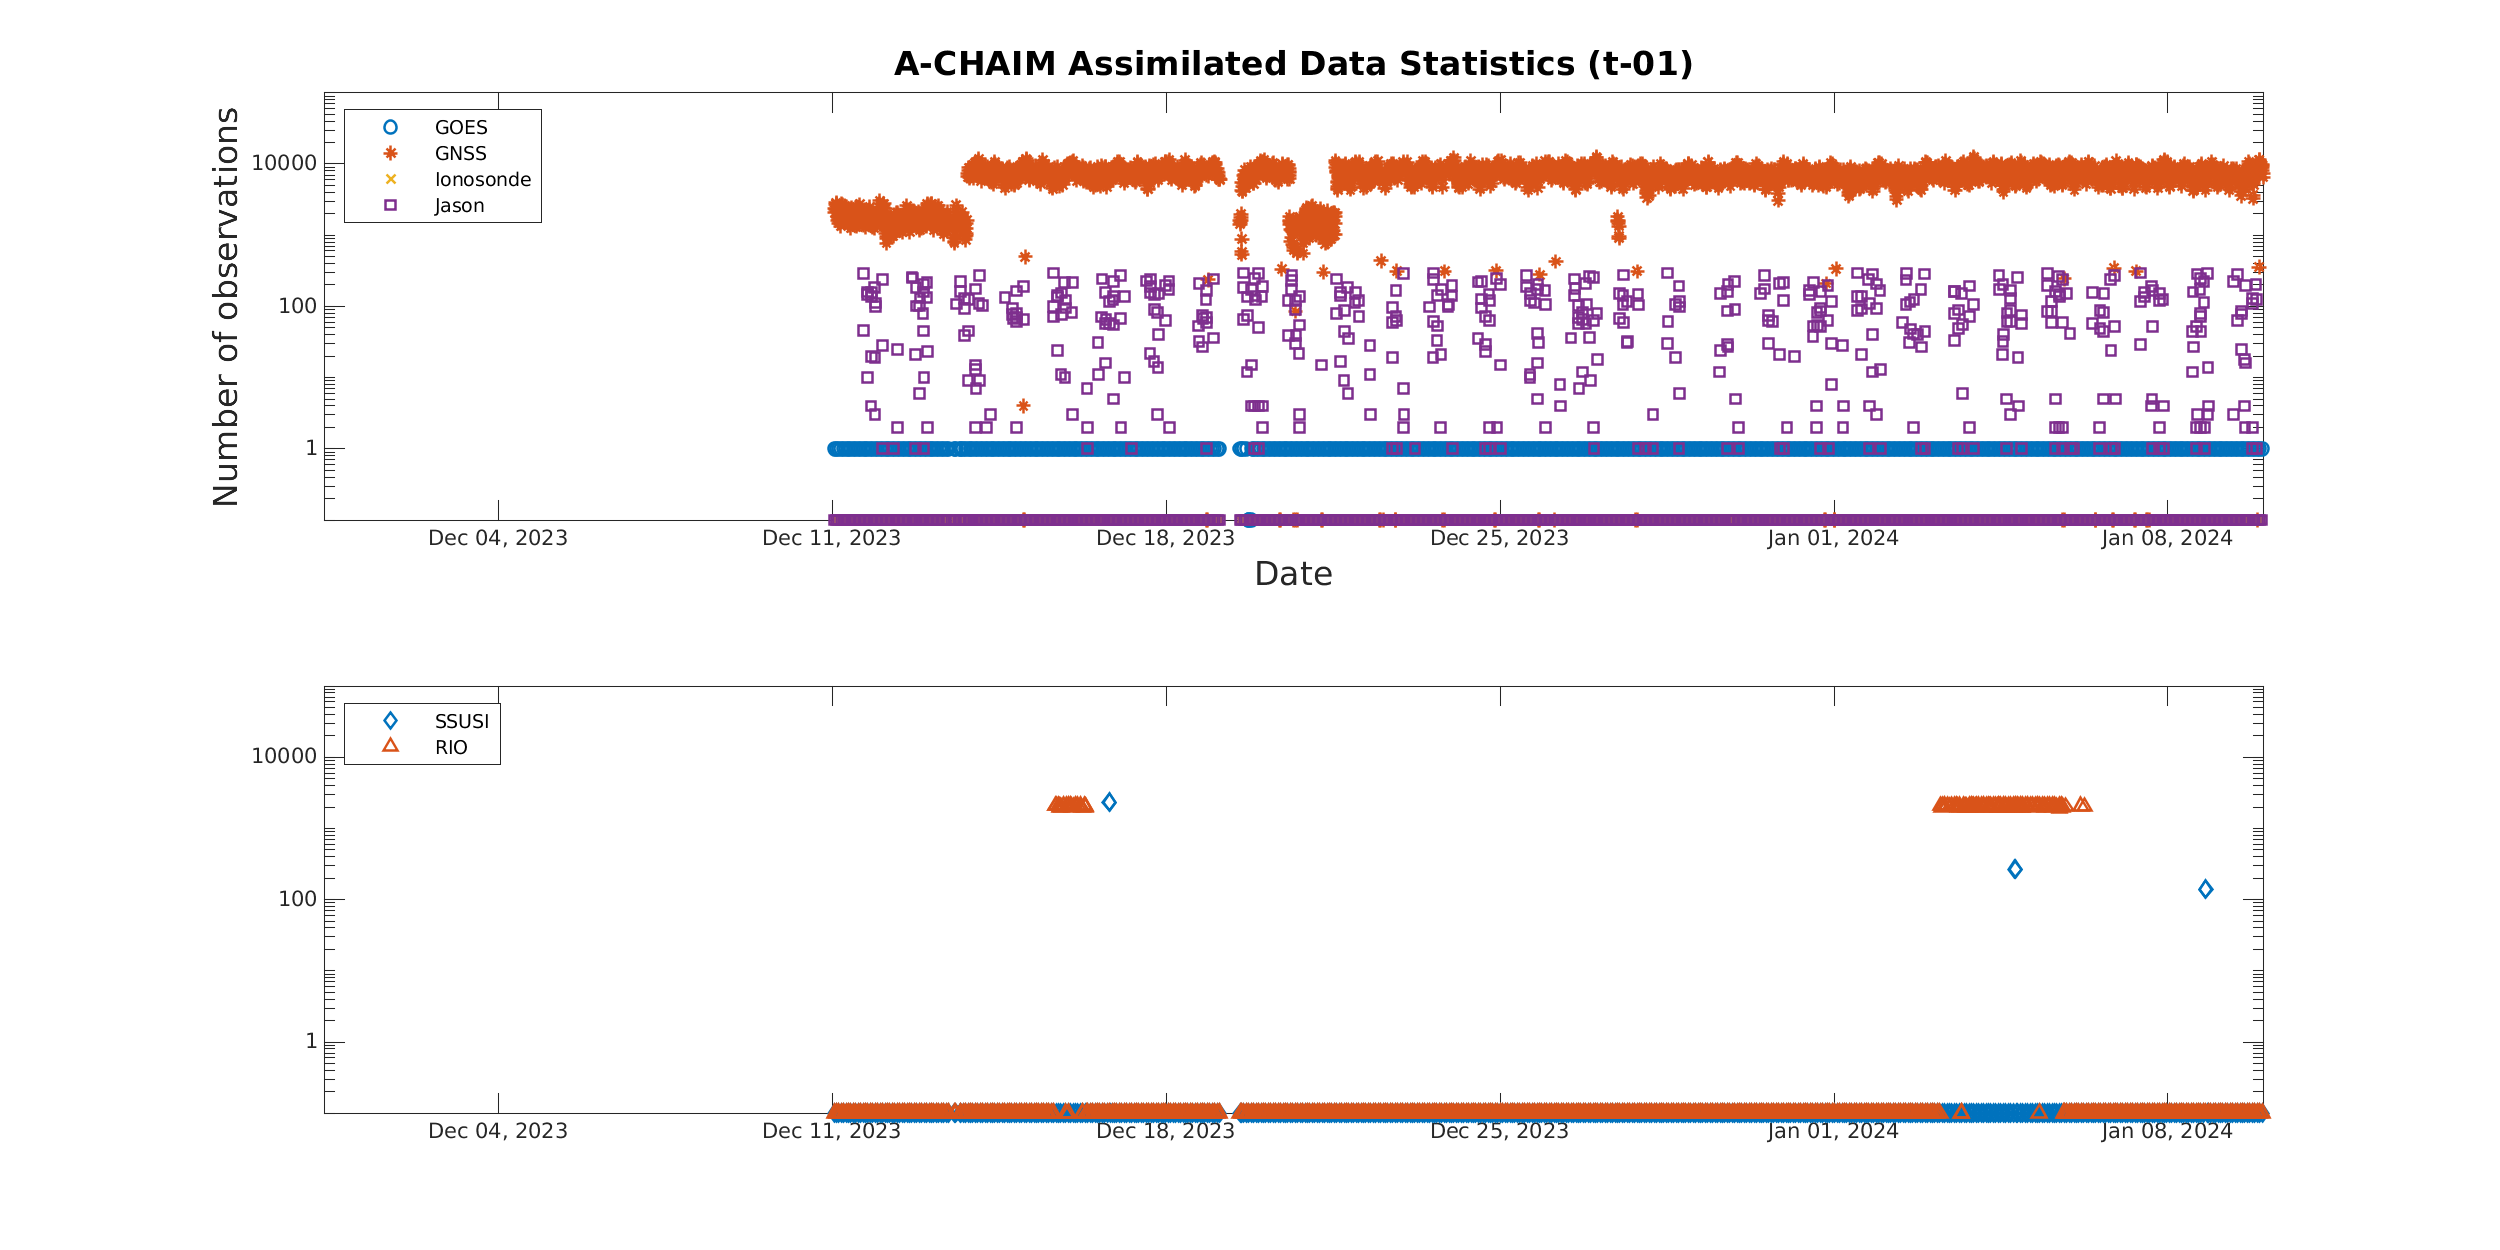 A-CHAIM Assimilated Data Statistics (t-01)
Number of observations
10000
100
1
GOES
GNSS
Ionosonde
Jason
Dec 04, 2023
Dec 11, 2023
Dec 18, 2023
Dec 25, 2023
Jan 01, 2024
Jan 08, 2024
Date
10000
100
1
SSUSI
RIO
Dec 04, 2023
Dec 11, 2023
Dec 18, 2023
Dec 25, 2023
Jan 01, 2024
Jan 08, 2024